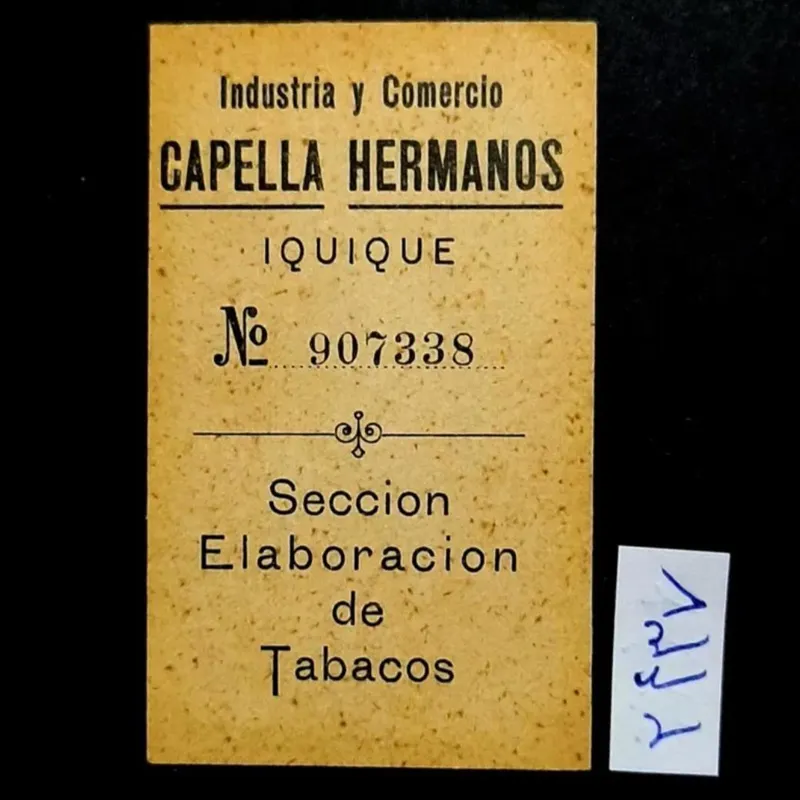 Industria y Comercio
CAPELLA HERMANOS
IQUIQUE
Nº 907338
Seccion
Elaboracion
de
Tabacos